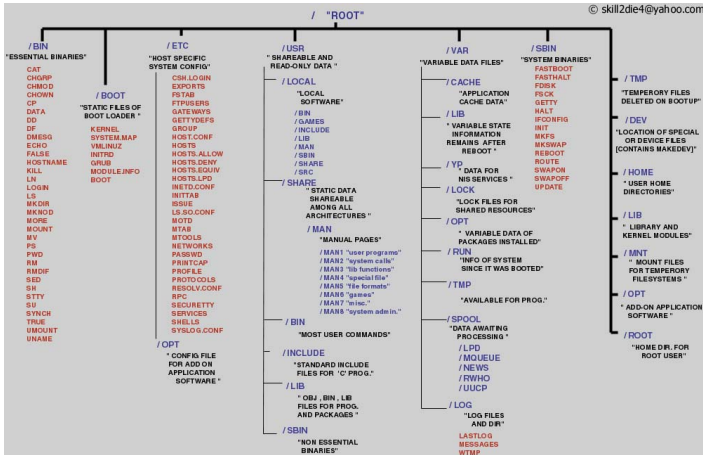 © skill2die4@yahoo.com
/ "ROOT"
/ BIN
"ESSENTIAL BINARIES"
CAT
CHGRP
CHMOD
CHOWN
CP
DATA
DD
DF
DMESG
ECHO
FALSE
HOSTNAME
KILL
LN
LOGIN
LS
MKDIR
MKNOD
MORE
MOUNT
MV
PS
PWD
RM
RMDIF
SED
SH
STTY
SU
SYNCH
TRUE
UMOUNT
UNAME
/ BOOT
"STATIC FILES OF
BOOT LOADER "
KERNEL
SYSTEM.MAP
VMLINUZ
INITRD
GRUB
MODULE.INFO
BOOT
/ ETC
"HOST SPECIFIC
SYSTEM CONFIG"
CSH.LOGIN
EXPORTS
FSTAB
FTPUSERS
GATEWAYS
GETTYDEFS
GROUP
HOST.CONF
HOSTS
HOSTS.ALLOW
HOSTS.DENY
HOSTS.EQUIV
HOSTS.LPD
INETD.CONF
INITTAB
ISSUE
LS.SO.CONF
MOTD
MTAB
MTOOLS
NETWORKS
PASSWD
PRINTCAP
PROFILE
PROTOCOLS
RESOLV.CONF
RPC
SECURETTY
SERVICES
SHELLS
SYSLOG.CONF
/ OPT
" CONFIG FILE
FOR ADD ON
APPLICATION
SOFTWARE "
/ USR
" SHAREABLE AND
READ-ONLY DATA "
/ LOCAL
"LOCAL
SOFTWARE"
/ BIN
/ GAMES
/ INCLUDE
/ LIB
/ MAN
/ SBIN
/ SHARE
/ SRC
/ SHARE
"STATIC DATA
SHAREABLE
AMONG ALL
ARCHITECTURES "
/ MAN
"MANUAL PAGES"
/ MAN1 "user programs"
/ MAN2 "system calls"
/ MAN3 "lib functions"
/ MAN4 "special file"
/ MAN5 "file formats"
/ MAN6 "games"
/ MAN7 "misc."
/ MAN8 "system admin."
/ BIN
"MOST USER COMMANDS"
/ INCLUDE
"STANDARD INCLUDE
FILES FOR 'C' PROG."
/ LIB
" OBJ , BIN , LIB
FILES FOR PROG.
AND PACKAGES "
/ SBIN
"NON ESSENTIAL
BINARIES"
/ VAR
"VARIABLE DATA FILES"
/ CACHE
"APPLICATION
CACHE DATA"
/ LIB
" VARIABLE STATE
INFORMATION
REMAINS AFTER
REBOOT "
/ YP
" DATA FOR
NIS SERVICES "
/ LOCK
"LOCK FILES FOR
SHARED RESOURCES"
/ OPT
" VARIABLE DATA OF
PACKAGES INSTALLED"
/ RUN
"INFO OF SYSTEM
SINCE IT WAS BOOTED"
/ TMP
"AVAILABLE FOR PROG.
/ SPOOL
"DATA AWAITING
PROCESSING "
/ LPD
/ MQUEUE
/ NEWS
/ RWHO
/ UUCP
/ LOG
"LOG FILES
AND DIR"
LASTLOG
MESSAGES
WTMP
/ SBIN
"SYSTEM BINARIES"
FASTBOOT
FASTHALT
FDISK
FSCK
GETTY
HALT
IFCONFIG
INIT
MKFS
MKSWAP
REBOOT
ROUTE
SWAPON
SWAPOFF
UPDATE
/ TMP
"TEMPERORY FILES
DELETED ON BOOTUP"
/ DEV
"LOCATION OF SPECIAL
OR DEVICE FILES
[CONTAINS MAKEDEV]"
/ HOME
" USER HOME
DIRECTORIES"
/ LIB
" LIBRARY AND
KERNEL MODULES"
/ MNT
" MOUNT FILES
FOR TEMPERORY
FILESYSTEMS "
/ OPT
" ADD-ON APPLICATION
SOFTWARE "
/ ROOT
"HOME DIR. FOR
ROOT USER"